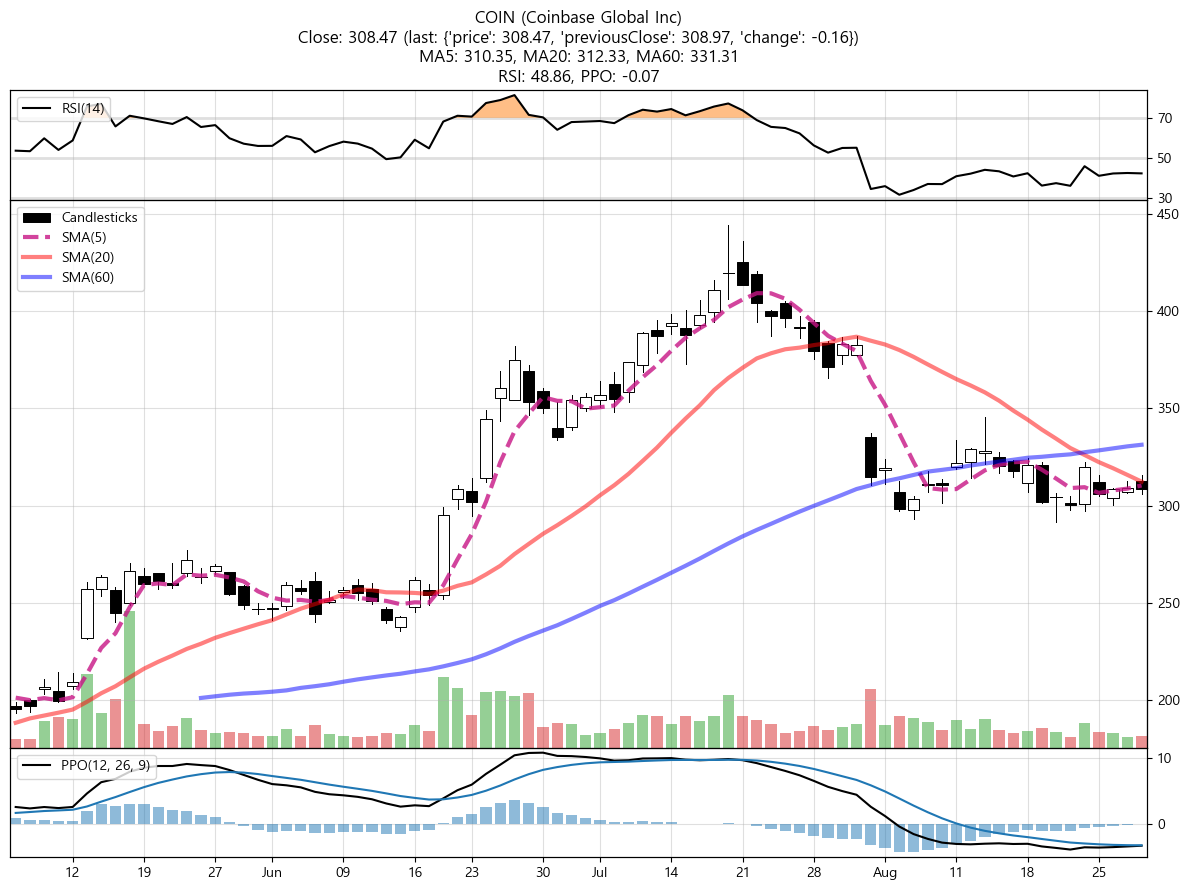 COIN (Coinbase Global Inc)
Close: 308.47 (last: {'price': 308.47, 'previousClose': 308.97, 'change': -0.16})
MA5: 310.35, MA20: 312.33, MA60: 331.31
RSI: 48.86, PPO: -0.07
RSI(14)
70
50
30
Candlesticks
SMA(5)
SMA(20)
SMA(60)
450
400
350
300
250
200
PPO(12, 26, 9)
10
0
12 19 27 Jun 09 16 23 30 Jul 14 21 28 Aug 11 18 25